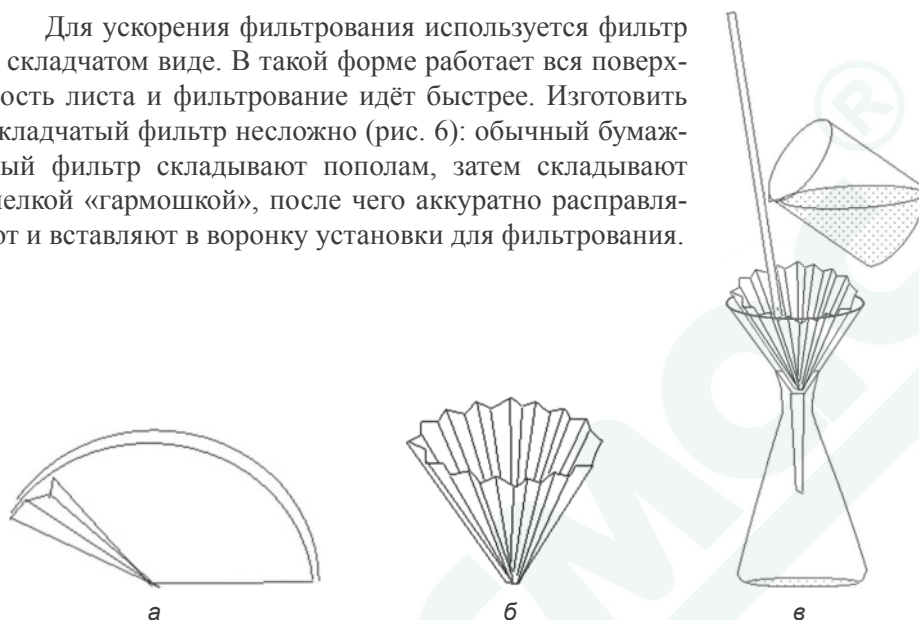 Для ускорения фильтрования используется фильтр
складчатом виде. В такой форме работает вся поверх-
ость листа и фильтрование идёт быстрее. Изготовить
кладчатый фильтр несложно (рис. 6): обычный бумаж-
ый фильтр складывают пополам, затем складывают
елкой «гармошкой», после чего аккуратно расправля-
от и вставляют в воронку установки для фильтрования.
а
б
в
®